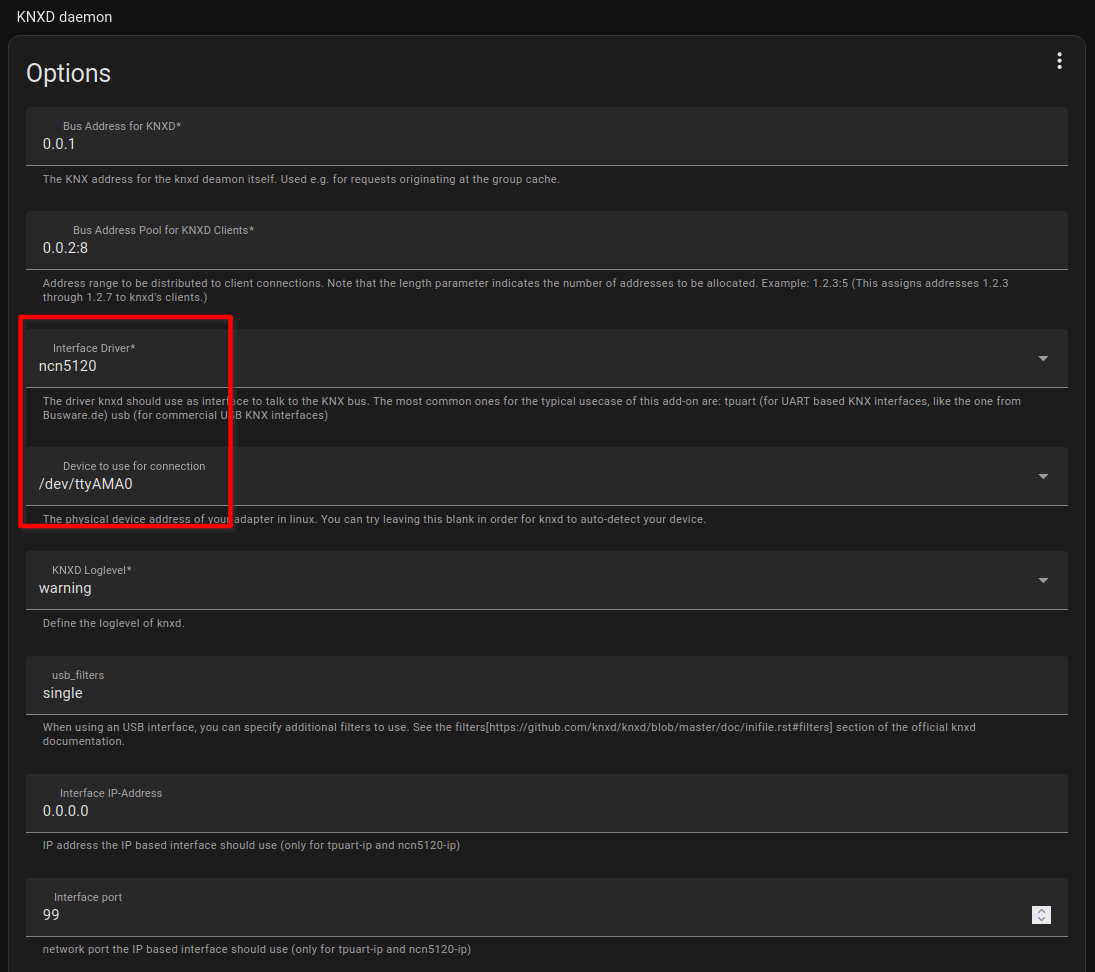 KNXD daemon
Options
Bus Address for KNXD*
0.0.1
The KNX address for the knxd deamon itself. Used e.g. for requests originating at the group cache.
Bus Address Pool for KNXD Clients*
0.0.2:8
Address range to be distributed to client connections. Note that the length parameter indicates the number of addresses to be allocated. Example: 1.2.3:5 (This assigns addresses 1.2.3
through 1.2.7 to knxd's clients.)
Interface Driver*
ncn5120
The driver knxd should use as interface to talk to the KNX bus. The most common ones for the typical usecase of this add-on are: tpuart (for UART based KNX interfaces, like the one from
Busware.de) usb (for commercial USB KNX interfaces)
Device to use for connection
/dev/ttyAMA0
The physical device address of your adapter in linux. You can try leaving this blank in order for knxd to auto-detect your device.
KNXD Loglevel*
warning
Define the loglevel of knxd.
usb_filters
single
When using an USB interface, you can specify additional filters to use. See the filters[https://github.com/knxd/knxd/blob/master/doc/inifile.rst#filters] section of the official knxd
documentation.
Interface IP-Address
0.0.0.0
IP address the IP based interface should use (only for tpuart-ip and ncn5120-ip)
Interface port
99
network port the IP based interface should use (only for tpuart-ip and ncn5120-ip)